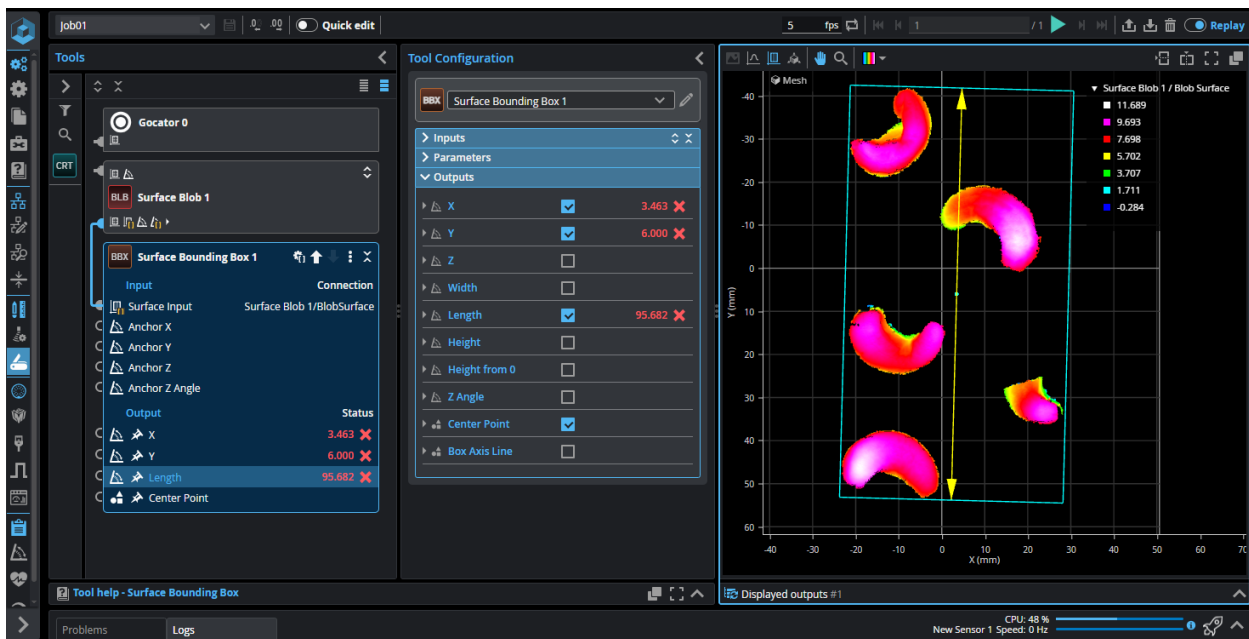 Job01
Quick edit
5 fps
1 / 1
Replay
Tools
CRT
Gocator 0
BLB Surface Blob 1
BBX Surface Bounding Box 1
Input Connection
Surface Input Surface Blob 1/BlobSurface
Anchor X
Anchor Y
Anchor Z
Anchor Z Angle
Output Status
X 3.463
Y 6.000
Length 95.682
Center Point
Tool Configuration
BBX Surface Bounding Box 1
Inputs
Parameters
Outputs
X 3.463
Y 6.000
Z
Width
Length 95.682
Height
Height from 0
Z Angle
Center Point
Box Axis Line
Mesh
Surface Blob 1 / Blob Surface
11.689
9.693
7.698
5.702
3.707
1.711
-0.284
-40
-30
-20
-10
0
10
20
30
40
50
60
Y (mm)
-40 -30 -20 -10 0 10 20 30 40 50 60 70
X (mm)
Tool help - Surface Bounding Box
Displayed outputs #1
Problems Logs
CPU: 48 %
New Sensor 1 Speed: 0 Hz